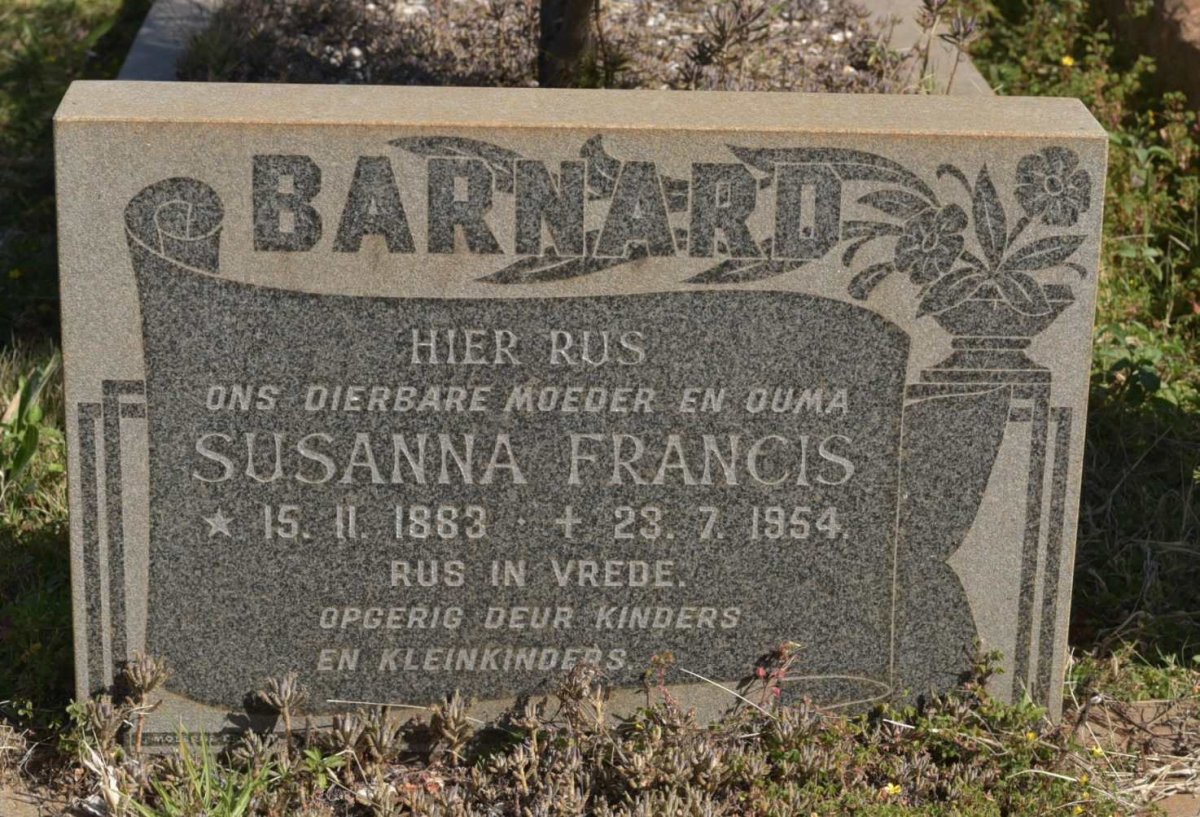 BARNARD
HIER RUS
ONS DIERBARE MOEDER EN OUMA
SUSANNA FRANCIS
★ 15. 11. 1883 · ✝ 23. 7. 1954.
RUS IN VREDE.
OPGERIG DEUR KINDERS
EN KLEINKINDERS.